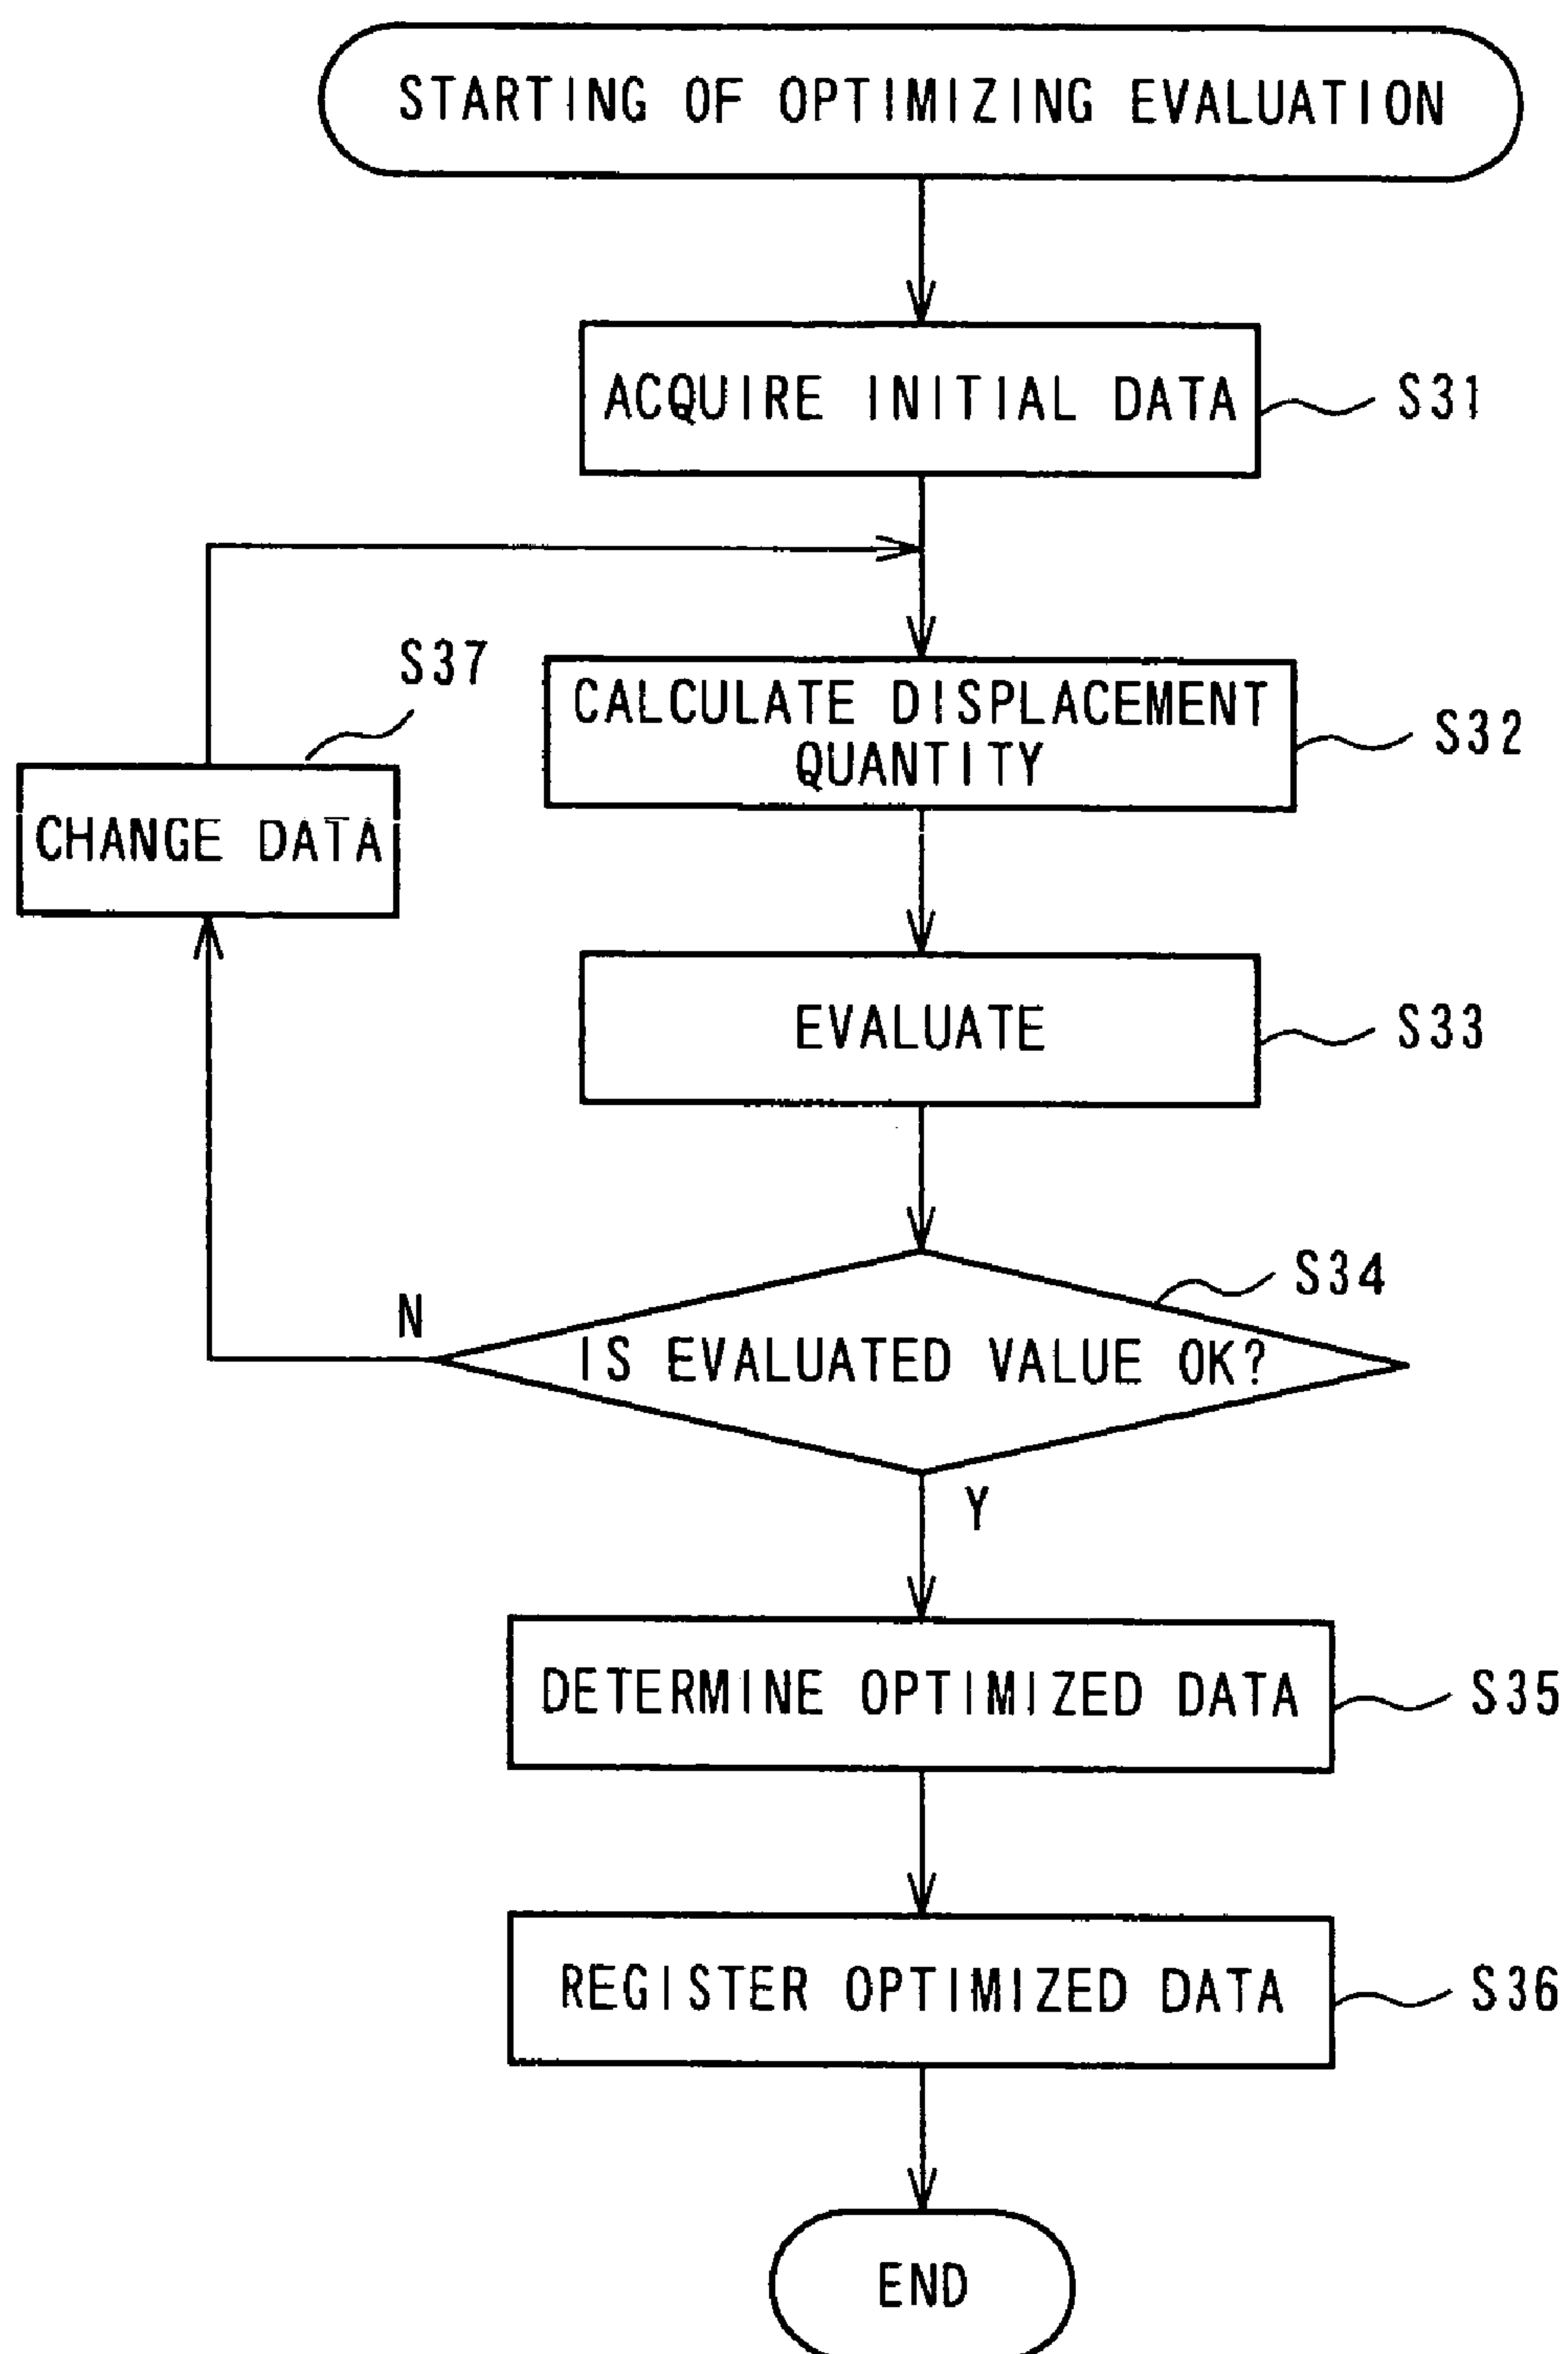 STARTING OF OPTIMIZING EVALUATION
ACQUIRE INITIAL DATA
S31
S37
CALCULATE DISPLACEMENT
QUANTITY
S32
CHANGE DATA
EVALUATE
S33
S34
N
IS EVALUATED VALUE OK?
Y
DETERMINE OPTIMIZED DATA
S35
REGISTER OPTIMIZED DATA
S36
END